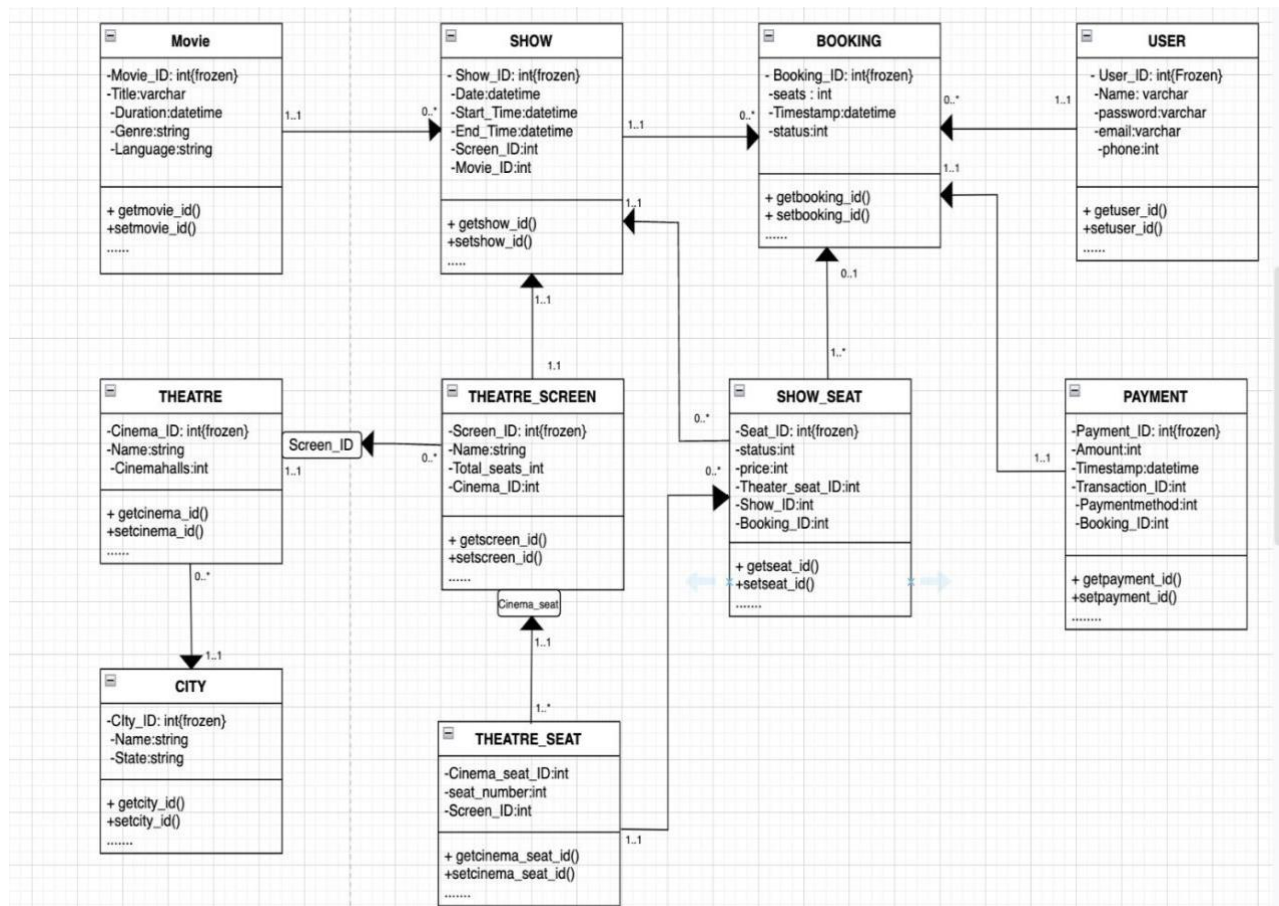 Movie
-Movie_ID: int{frozen}
-Title:varchar
-Duration:datetime
-Genre:string
-Language:string
+ getmovie_id()
+setmovie_id()
......
1..1
0..*
SHOW
- Show_ID: int{frozen}
-Date:datetime
-Start_Time:datetime
-End_Time:datetime
-Screen_ID:int
-Movie_ID:int
+ getshow_id()
+setshow_id()
.....
1..1
0..*
1..1
1..1
1.1
BOOKING
- Booking_ID: int{frozen}
-seats : int
-Timestamp:datetime
-status:int
+ getbooking_id()
+ setbooking_id()
......
0..*
1..1
1..1
0..1
1..*
USER
- User_ID: int{Frozen}
-Name: varchar
-password:varchar
-email:varchar
-phone:int
+ getuser_id()
+setuser_id()
......
THEATRE
-Cinema_ID: int{frozen}
-Name:string
-Cinemahalls:int
+ getcinema_id()
+setcinema_id()
......
Screen_ID
1..1
0..*
0..*
1..1
THEATRE_SCREEN
-Screen_ID: int{frozen}
-Name:string
-Total_seats_int
-Cinema_ID:int
+ getscreen_id()
+setscreen_id()
......
Cinema_seat
1..1
1..*
0..*
0..*
SHOW_SEAT
-Seat_ID: int{frozen}
-status:int
-price:int
-Theater_seat_ID:int
-Show_ID:int
-Booking_ID:int
+ getseat_id()
+setseat_id()
.......
1..1
PAYMENT
-Payment_ID: int{frozen}
-Amount:int
-Timestamp:datetime
-Transaction_ID:int
-Paymentmethod:int
-Booking_ID:int
+ getpayment_id()
+setpayment_id()
........
CITY
-CIty_ID: int{frozen}
-Name:string
-State:string
+ getcity_id()
+setcity_id()
.......
THEATRE_SEAT
-Cinema_seat_ID:int
-seat_number:int
-Screen_ID:int
+ getcinema_seat_id()
+setcinema_seat_id()
.......
1..1